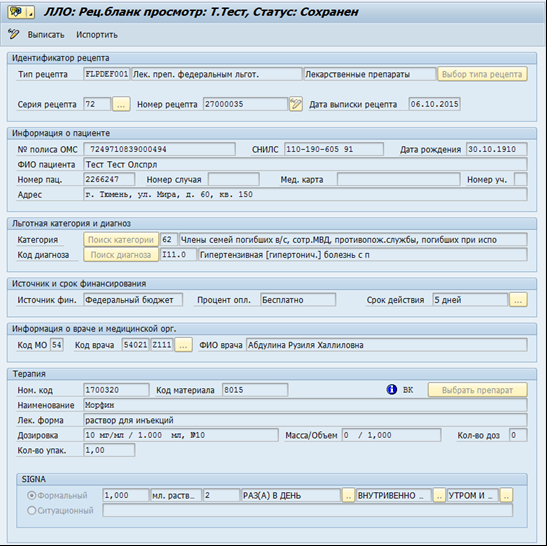 ЛЛО: Рец.бланк просмотр: Т.Тест, Статус: Сохранен
Выписать Испортить
Идентификатор рецепта
Тип рецепта FLPDEF001 Лек. преп. федеральным льгот. Лекарственные препараты Выбор типа рецепта
Серия рецепта 72 ... Номер рецепта 27000035 Дата выписки рецепта 06.10.2015
Информация о пациенте
№ полиса ОМС 7249710839000494 СНИЛС 110-190-605 91 Дата рождения 30.10.1910
ФИО пациента Тест Тест Олспрл
Номер пац. 2266247 Номер случая Мед. карта Номер уч.
Адрес г. Тюмень, ул. Мира, д. 60, кв. 150
Льготная категория и диагноз
Категория Поиск категории 62 Члены семей погибших в/с, сотр.МВД, противопож.службы, погибших при испо
Код диагноза Поиск диагноза I11.0 Гипертензивная [гипертонич.] болезнь с п
Источник и срок финансирования
Источник фин. Федеральный бюджет Процент опл. Бесплатно Срок действия 5 дней ...
Информация о враче и медицинской орг.
Код МО 54 Код врача 54021 Z111 ... ФИО врача Абдулина Рузиля Халлиловна
Терапия
Ном. код 1700320 Код материала 8015 ВК Выбрать препарат
Наименование Морфин
Лек. форма раствор для инъекций
Дозировка 10 мг/мл / 1.000 мл, №10 Масса/Объем 0 / 1,000 Кол-во доз 0
Кол-во упак. 1,00
SIGNA
Формальный 1,000 мл. раств... 2 РАЗ(А) В ДЕНЬ .. ВНУТРИВЕННО ... .. УТРОМ И ... ..
Ситуационный